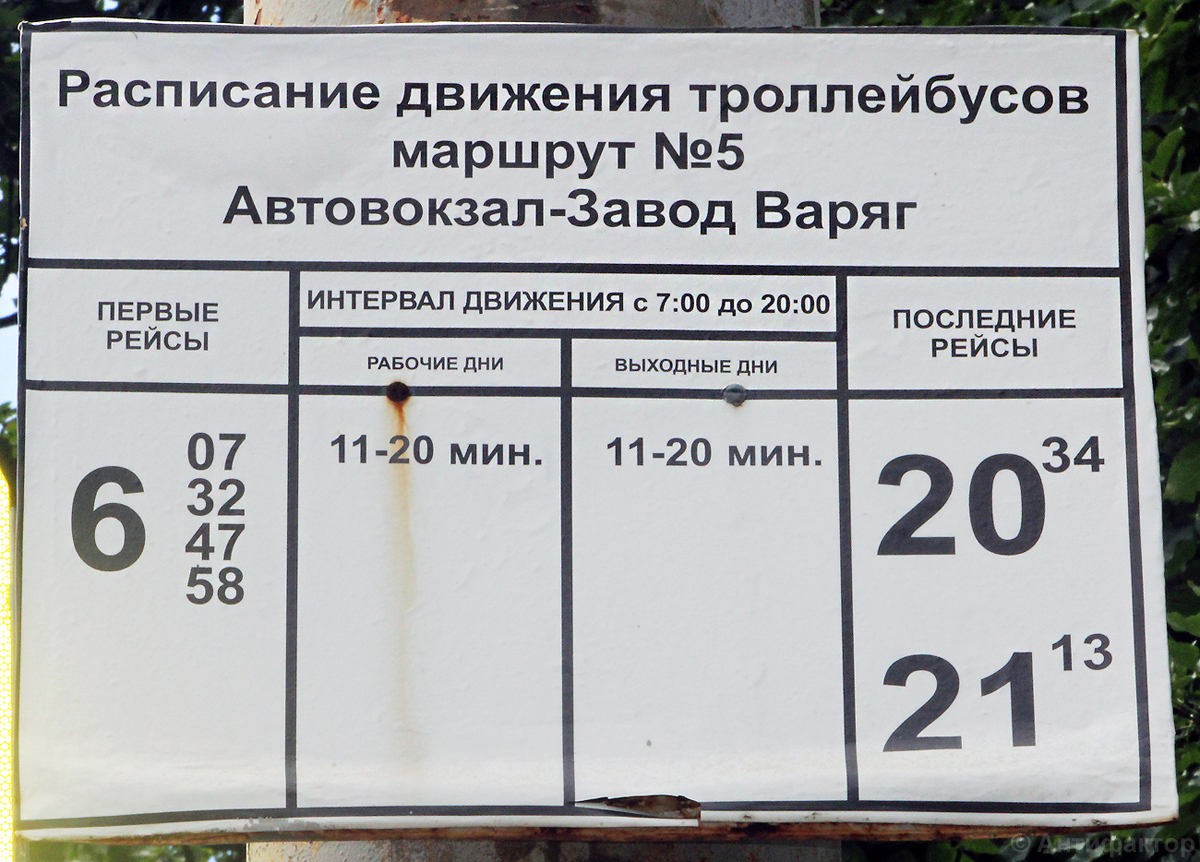 Расписание движения троллейбусов
маршрут №5
Автовокзал-Завод Варяг
ПЕРВЫЕ
РЕЙСЫ
ИНТЕРВАЛ ДВИЖЕНИЯ с 7:00 до 20:00
РАБОЧИЕ ДНИ
ВЫХОДНЫЕ ДНИ
ПОСЛЕДНИЕ
РЕЙСЫ
6
07
32
47
58
11-20 мин.
11-20 мин.
20 34
21 13
© Антифактор